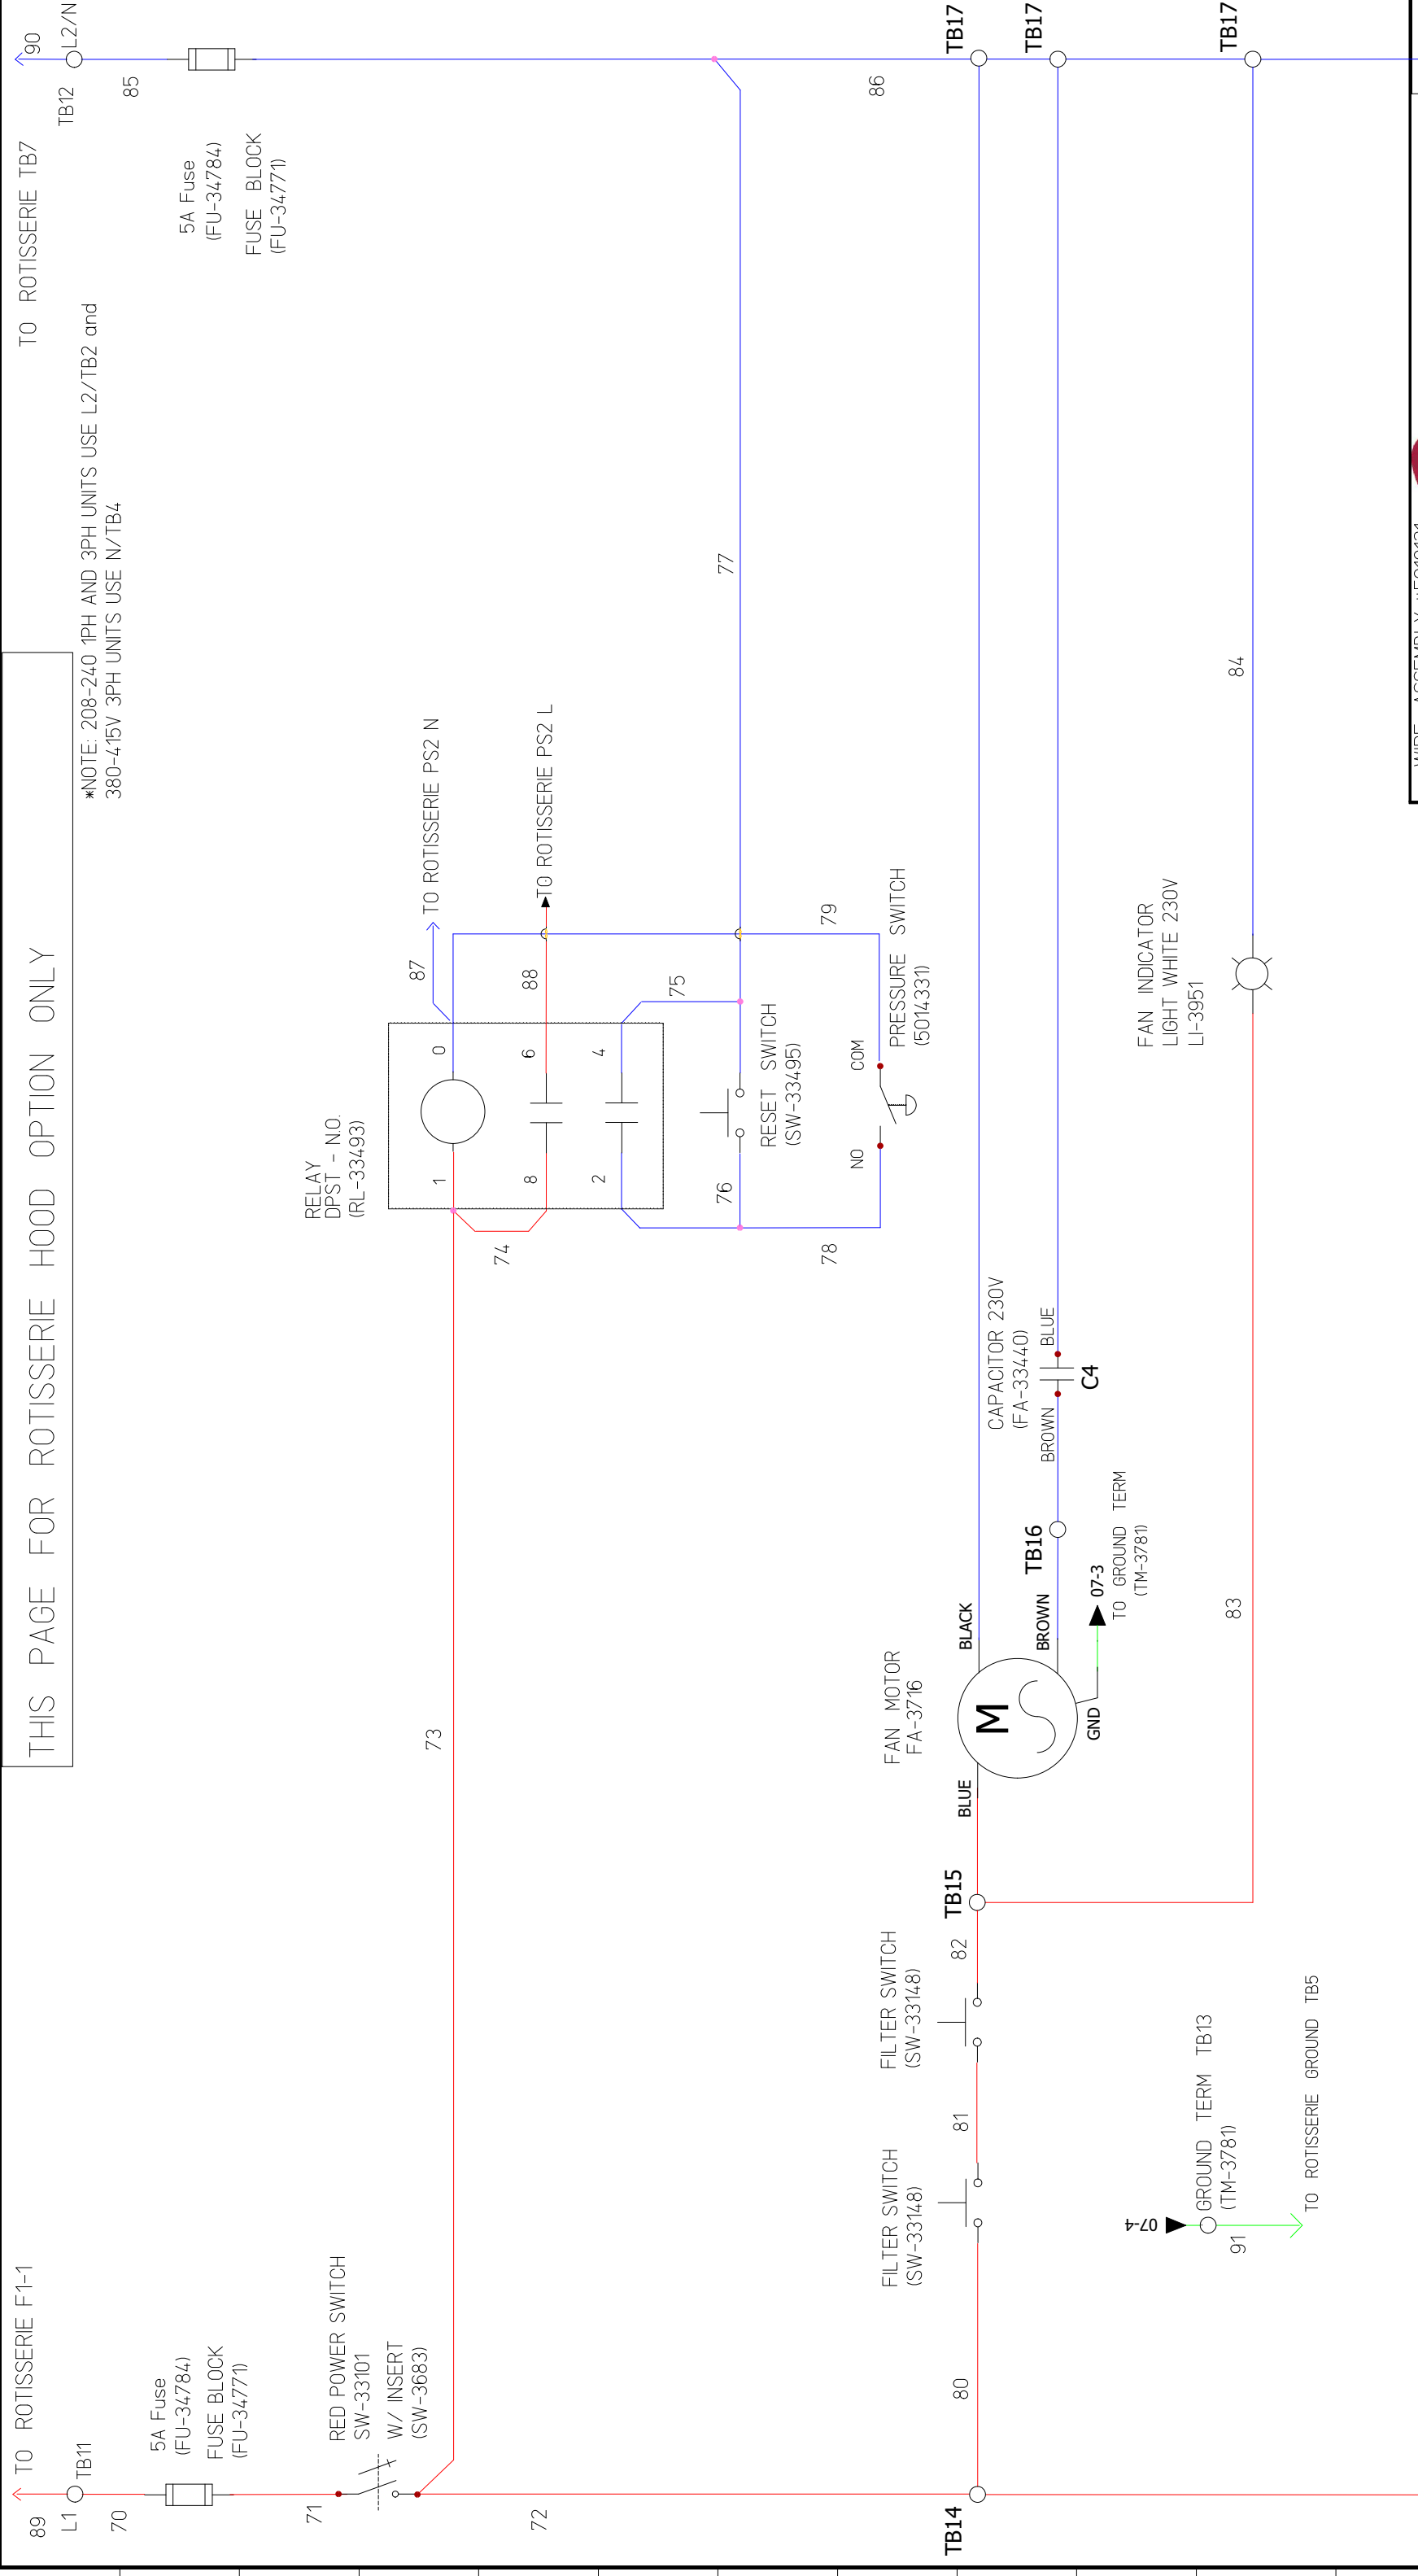 THIS PAGE FOR ROTISSERIE HOOD OPTION ONLY
TO ROTISSERIE F1-1
89
L1
TB11
70
5A Fuse
(FU-34784)
FUSE BLOCK
(FU-34771)
71
RED POWER SWITCH
SW-33101
W/ INSERT
(SW-3683)
72
73
TO ROTISSERIE TB7
90
L2/N
TB12
85
*NOTE: 208-240 1PH AND 3PH UNITS USE L2/TB2 and
380-415V 3PH UNITS USE N/TB4
5A Fuse
(FU-34784)
FUSE BLOCK
(FU-34771)
RELAY
DPST - N.O.
(RL-33493)
1
0
8
6
2
4
74
87
TO ROTISSERIE PS2 N
88
TO ROTISSERIE PS2 L
75
77
76
RESET SWITCH
(SW-33495)
78
79
NO
COM
PRESSURE SWITCH
(5014331)
86
TB14
80
FILTER SWITCH
(SW-33148)
81
FILTER SWITCH
(SW-33148)
82
TB15
BLUE
FAN MOTOR
FA-3716
M
BLACK
BROWN
GND
TB16
07-3
TO GROUND TERM
(TM-3781)
CAPACITOR 230V
(FA-33440)
BROWN
BLUE
C4
TB17
TB17
TB17
83
FAN INDICATOR
LIGHT WHITE 230V
LI-3951
84
07-4
GROUND TERM TB13
(TM-3781)
91
TO ROTISSERIE GROUND TB5